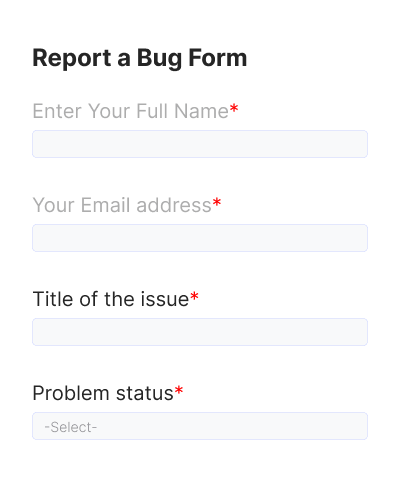 Report a Bug Form
Enter Your Full Name*
Your Email address*
Title of the issue*
Problem status*
-Select-